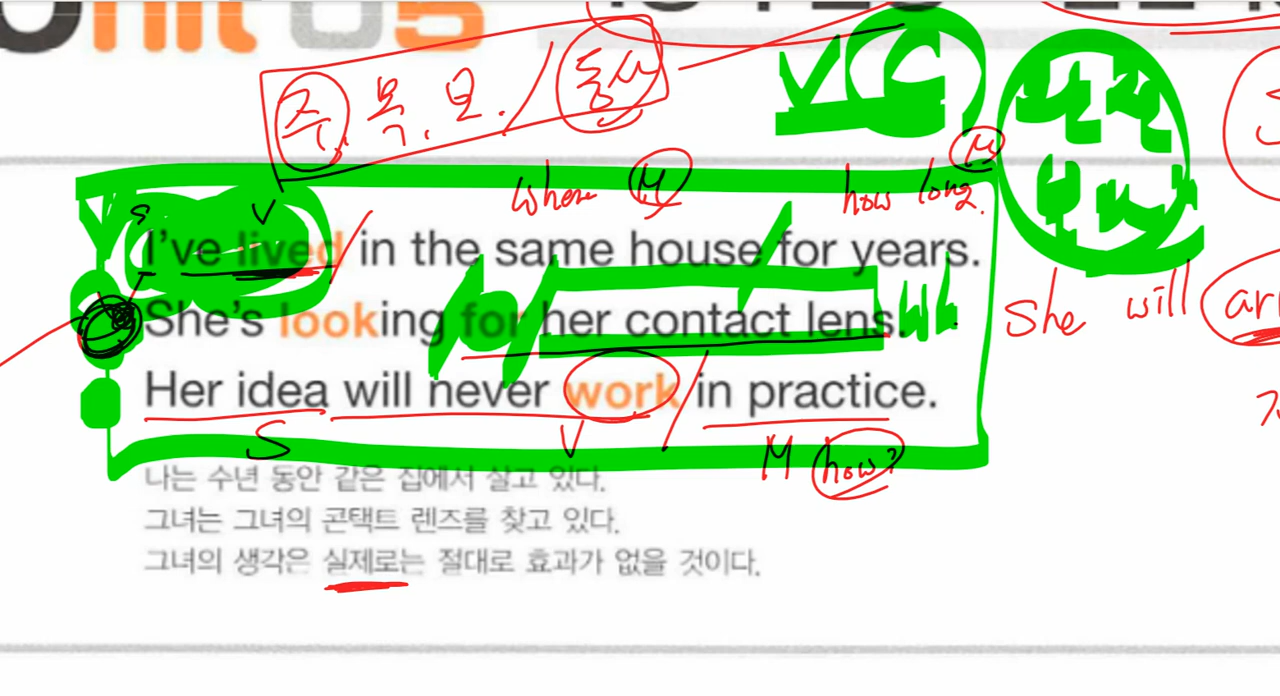 Unit 05
주, 목, 보, / 동사
V C
완전
where M
how long M
S V
I've lived in the same house for years.
She's looking for her contact lens.
She will
Her idea will never work in practice.
S V M how?
나는 수년 동안 같은 집에서 살고 있다.
그녀는 그녀의 콘택트 렌즈를 찾고 있다.
그녀의 생각은 실제로는 절대로 효과가 없을 것이다.